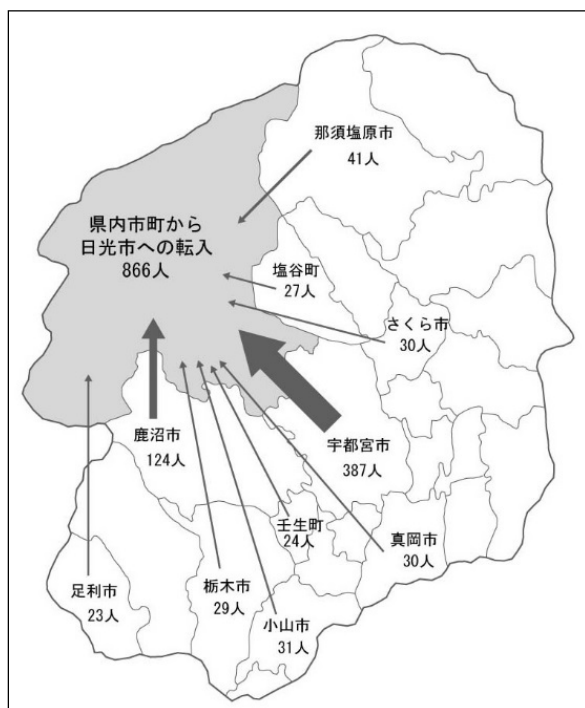 那須塩原市
41人
県内市町から
日光市への転入
866人
塩谷町
27人
さくら市
30人
鹿沼市
124人
宇都宮市
387人
壬生町
24人
真岡市
30人
足利市
23人
栃木市
29人
小山市
31人